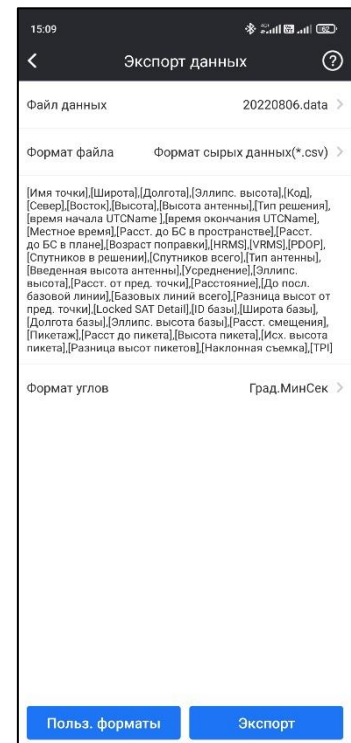 15:09
62
Экспорт данных
?
Файл данных 20220806.data
Формат файла Формат сырых данных(*.csv)
[Имя точки],[Широта],[Долгота],[Эллипс. высота],[Код],
[Север],[Восток],[Высота],[Высота антенны],[Тип решения],
[время начала UTCName ],[время окончания UTCName],
[Местное время],[Расст. до БС в пространстве],[Расст.
до БС в плане],[Возраст поправки],[HRMS],[VRMS],[PDOP],
[Спутников в решении],[Спутников всего],[Тип антенны],
[Введенная высота антенны],[Усреднение],[Эллипс.
высота],[Расст. от пред. точки],[Расстояние],[До посл.
базовой линии],[Базовых линий всего],[Разница высот от
пред. точки],[Locked SAT Detail],[ID базы],[Широта базы],
[Долгота базы],[Эллипс. высота базы],[Расст. смещения],
[Пикетаж],[Расст до пикета],[Высота пикета],[Исх. высота
пикета],[Разница высот пикетов],[Наклонная съемка],[TPI]
Формат углов Град.МинСек
Польз. форматы Экспорт